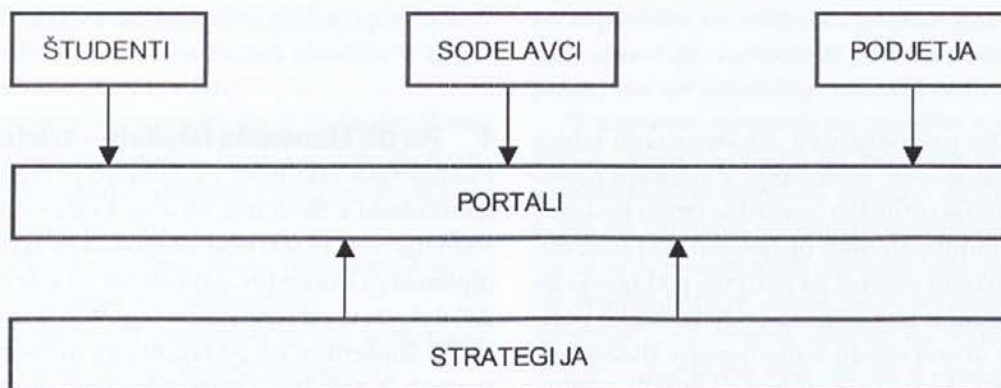 ŠTUDENTI
SODELAVCI
PODJETJA
PORTALI
STRATEGIJA